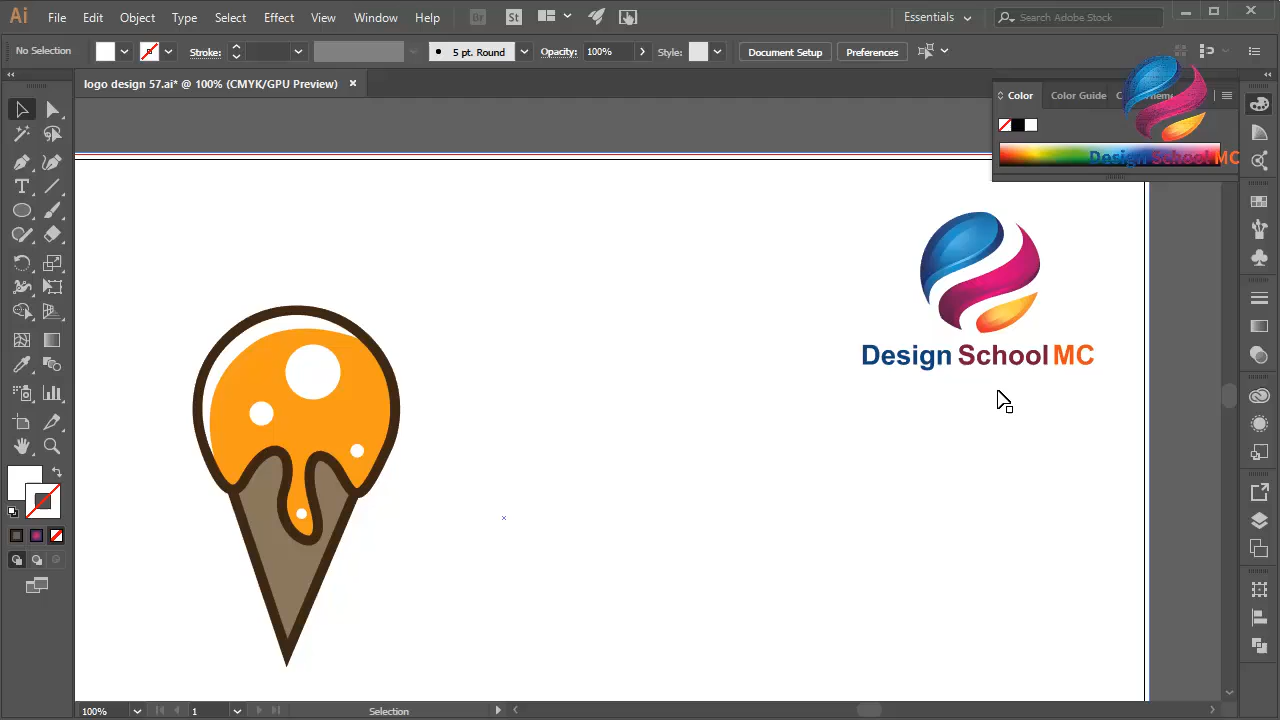 Ai File Edit Object Type Select Effect View Window Help Br St Essentials Search Adobe Stock
No Selection Stroke: 5 pt. Round Opacity: 100% Style: Document Setup Preferences
logo design 57.ai* @ 100% (CMYK/GPU Preview)
Color Color Guide
Design School MC
Design School MC
100% 1 Selection